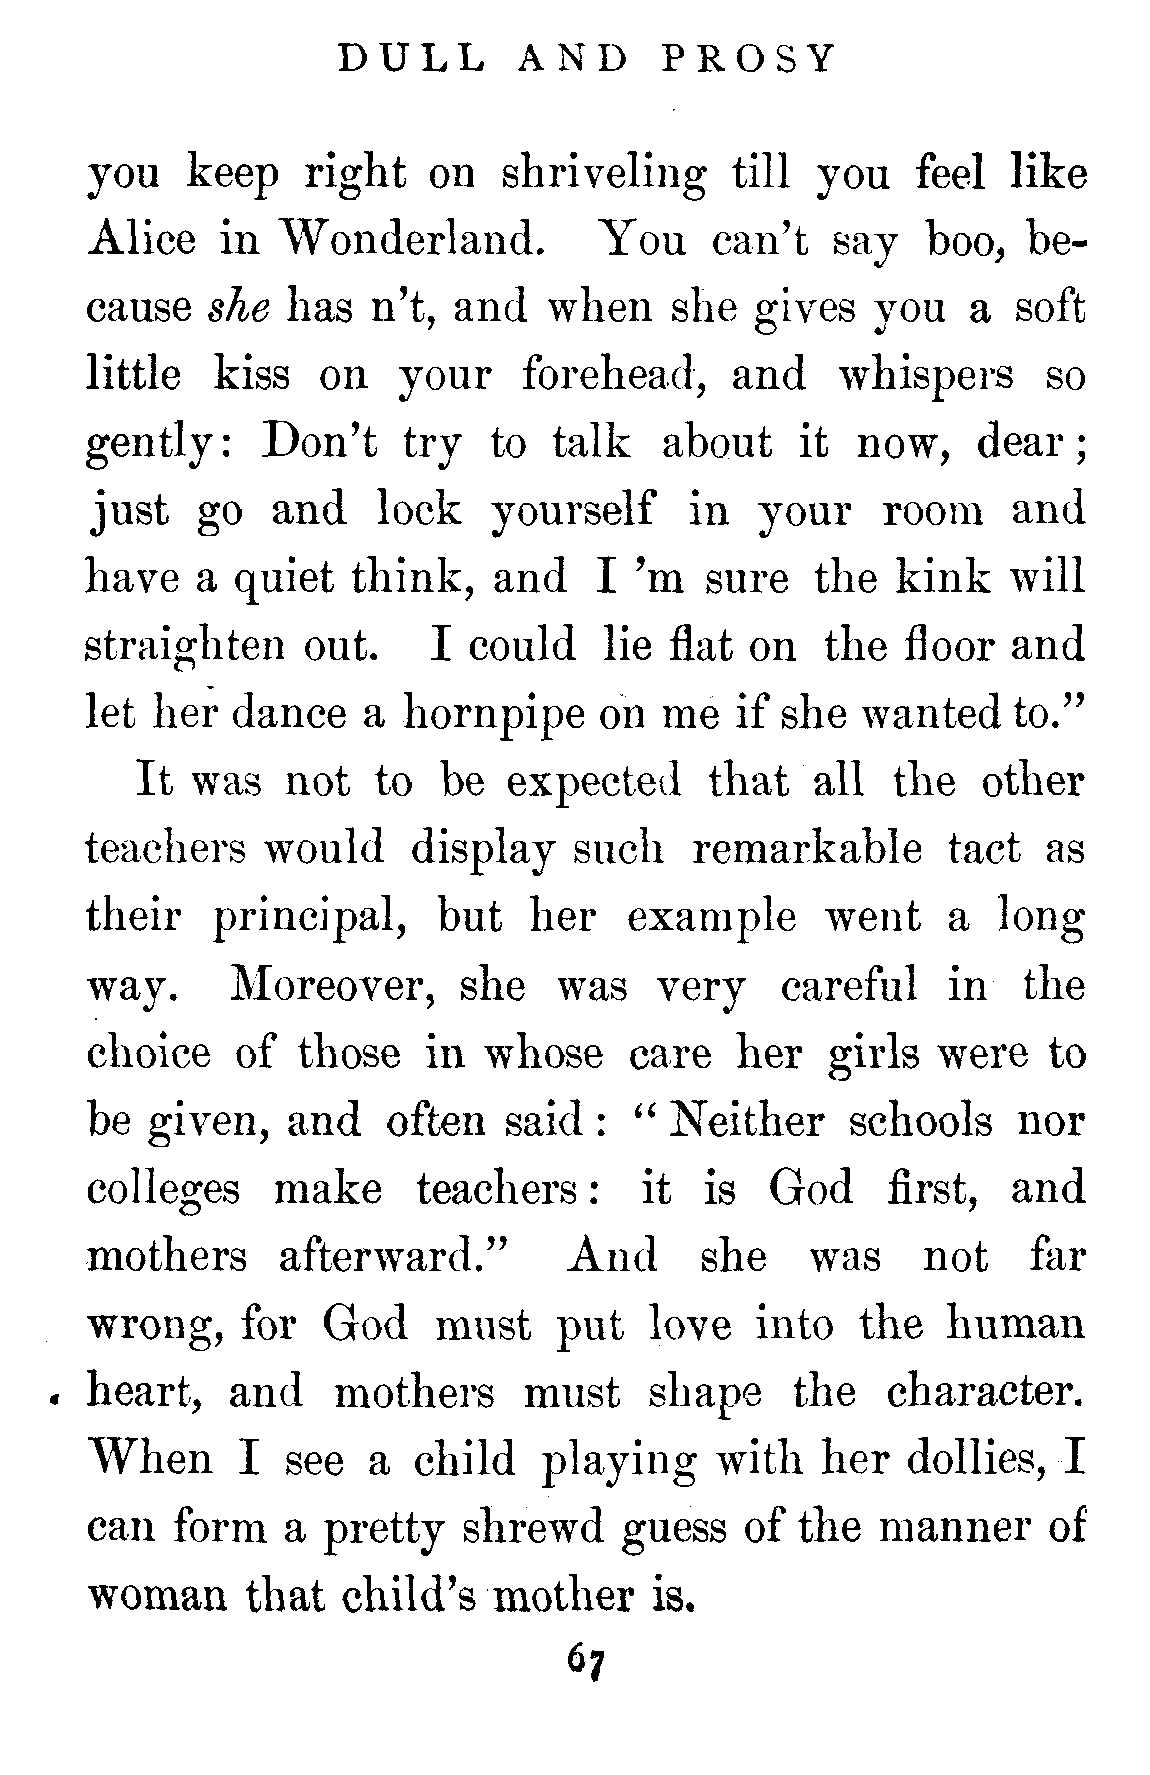 DULL AND PROSY
you keep right on shriveling till you feel like
Alice in Wonderland. You can't say boo, be-
cause she has n't, and when she gives you a soft
little kiss on your forehead, and whispers so
gently: Don't try to talk about it now, dear;
just go and lock yourself in your room and
have a quiet think, and I 'm sure the kink will
straighten out. I could lie flat on the floor and
let her dance a hornpipe on me if she wanted to."
It was not to be expected that all the other
teachers would display such remarkable tact as
their principal, but her example went a long
way. Moreover, she was very careful in the
choice of those in whose care her girls were to
be given, and often said: "Neither schools nor
colleges make teachers: it is God first, and
mothers afterward." And she was not far
wrong, for God must put love into the human
heart, and mothers must shape the character.
When I see a child playing with her dollies, I
can form a pretty shrewd guess of the manner of
woman that child's mother is.
67